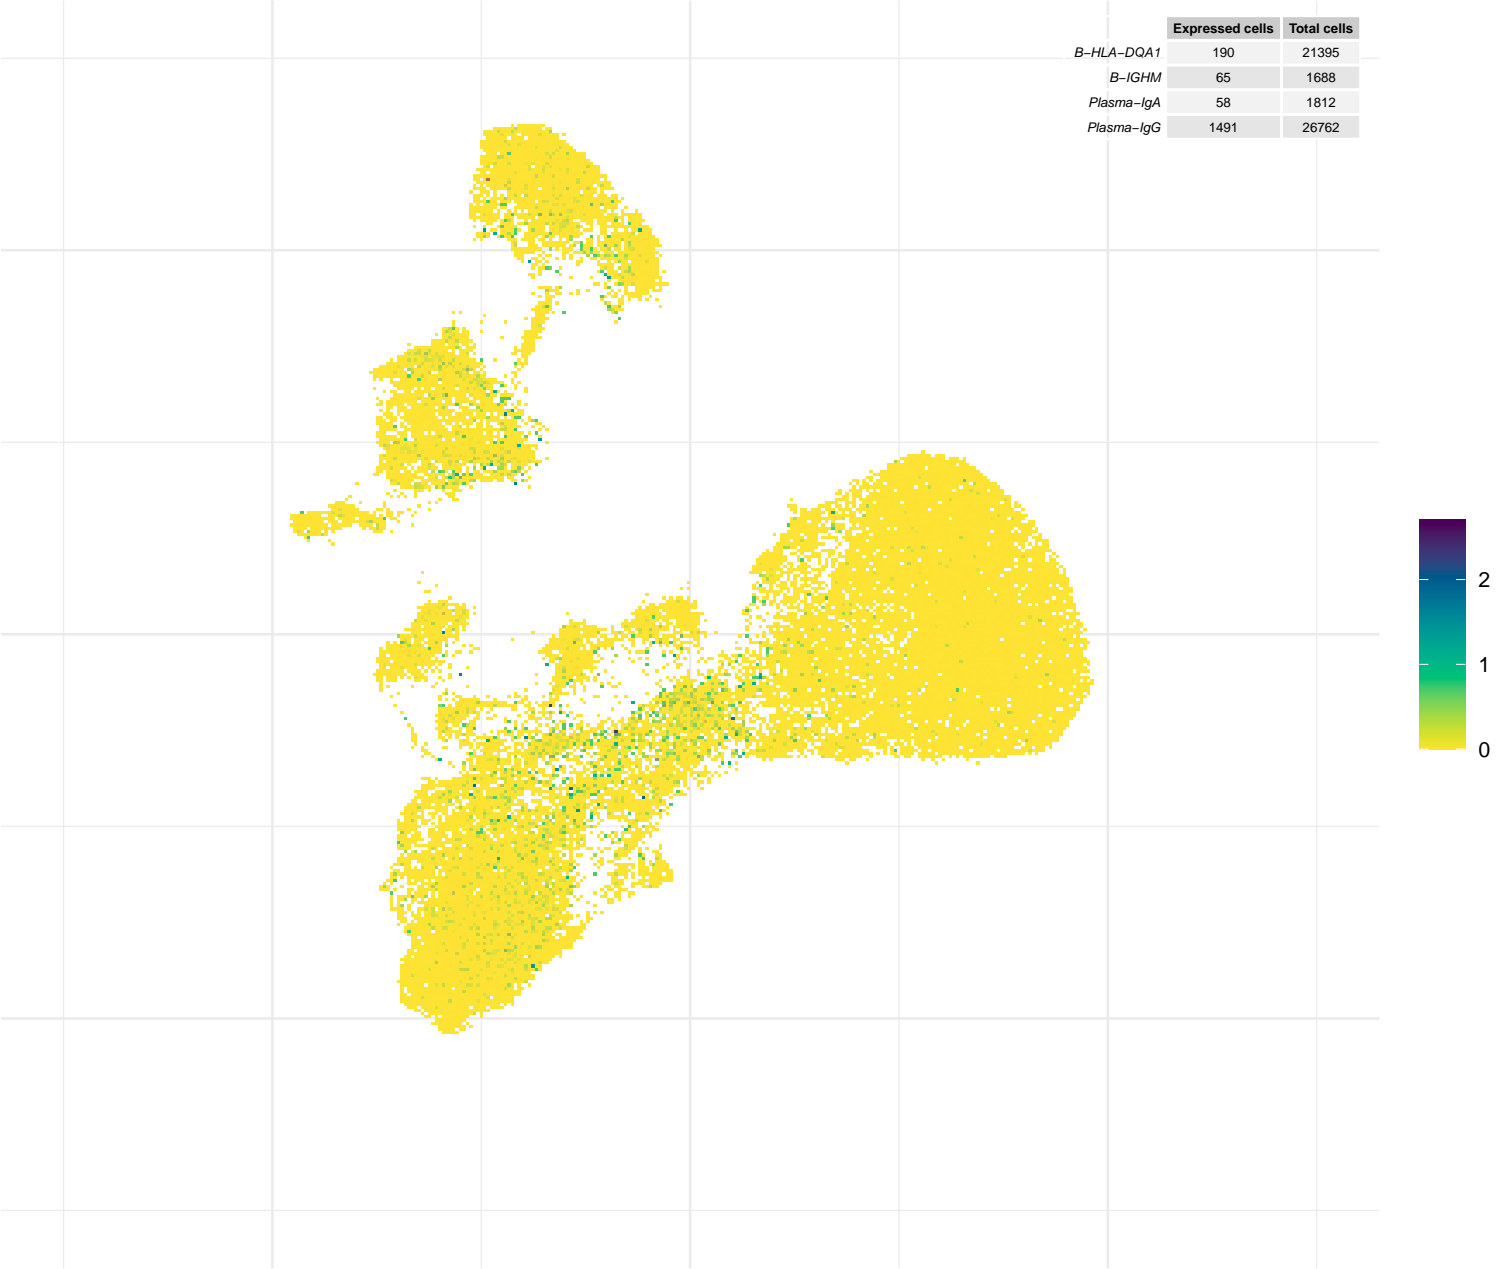 Expressed cells Total cells
B−HLA−DQA1 190 21395
B−IGHM 65 1688
Plasma−IgA 58 1812
Plasma−IgG 1491 26762
2
1
0